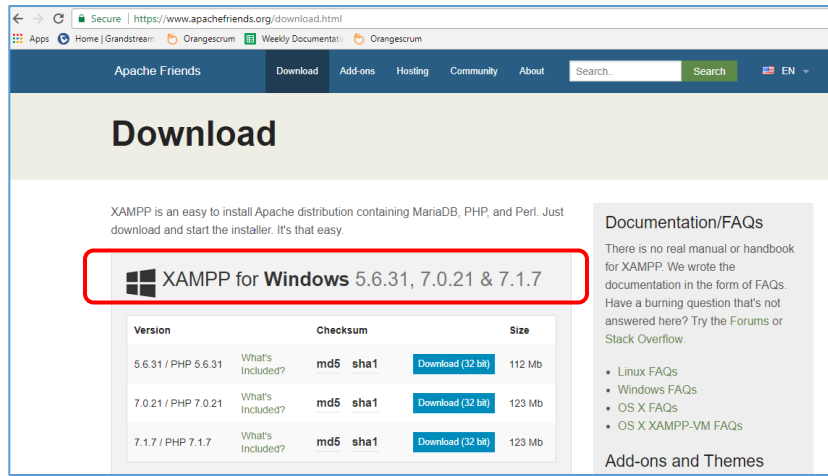 Secure | https://www.apachefriends.org/download.html
Apps Home | Grandstream Orangescrum Weekly Documentati Orangescrum
Apache Friends Download Add-ons Hosting Community About Search.. Search EN
Download
XAMPP is an easy to install Apache distribution containing MariaDB, PHP, and Perl. Just
download and start the installer. It's that easy.
XAMPP for Windows 5.6.31, 7.0.21 & 7.1.7
Version Checksum Size
5.6.31 / PHP 5.6.31 What's Included? md5 sha1 Download (32 bit) 112 Mb
7.0.21 / PHP 7.0.21 What's Included? md5 sha1 Download (32 bit) 123 Mb
7.1.7 / PHP 7.1.7 What's Included? md5 sha1 Download (32 bit) 123 Mb
Documentation/FAQs
There is no real manual or handbook
for XAMPP. We wrote the
documentation in the form of FAQs.
Have a burning question that's not
answered here? Try the Forums or
Stack Overflow.
• Linux FAQs
• Windows FAQs
• OS X FAQs
• OS X XAMPP-VM FAQs
Add-ons and Themes